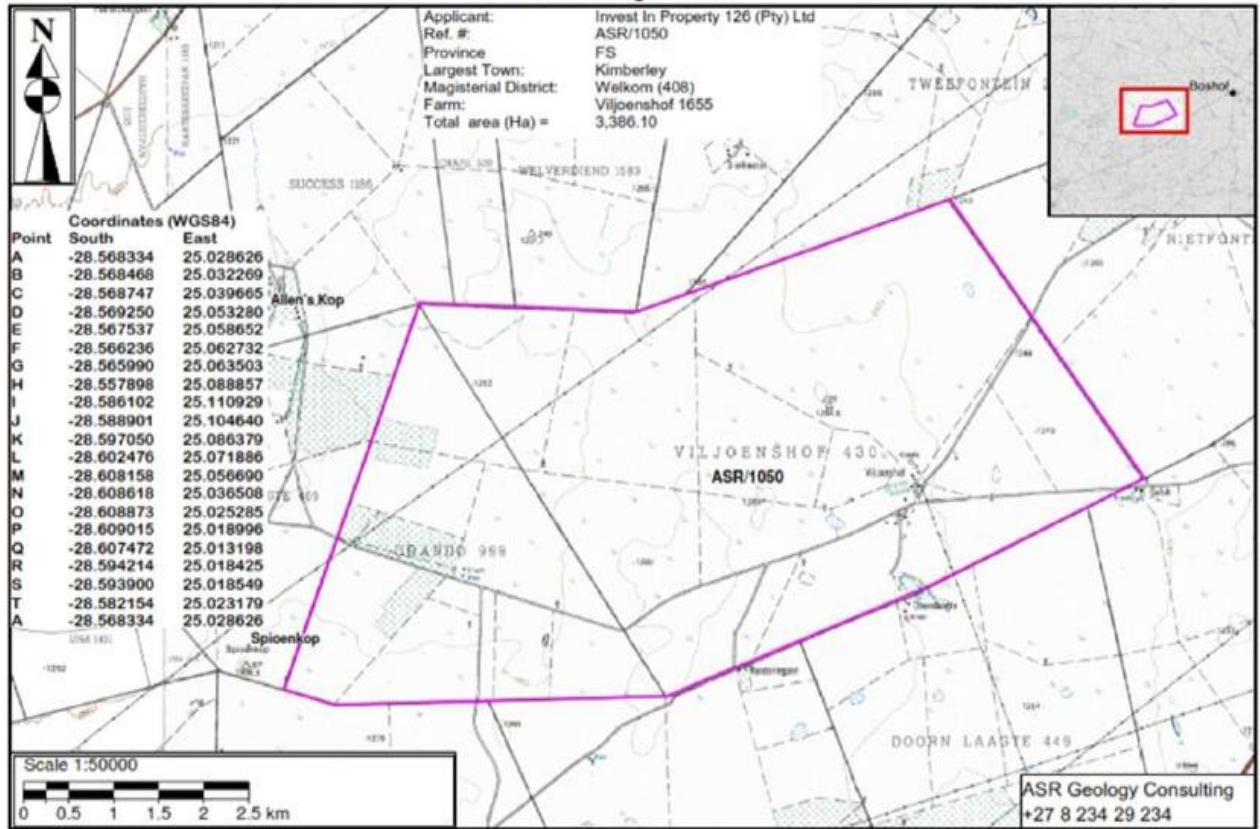 N
Applicant: Invest In Property 126 (Pty) Ltd
Ref. #: ASR/1050
Province FS
Largest Town: Kimberley
Magisterial District: Welkom (408)
Farm: Viljoenshof 1655
Total area (Ha) = 3,386.10
Boshof
TWEEFONTEIN
WELVERDIEND 1583
SUCCESS 1186
Coordinates (WGS84)
Point South East
A -28.568334 25.028626
B -28.568468 25.032269
C -28.568747 25.039665
D -28.569250 25.053280
E -28.567537 25.058652
F -28.566236 25.062732
G -28.565990 25.063503
H -28.557898 25.088857
I -28.586102 25.110929
J -28.588901 25.104640
K -28.597050 25.086379
L -28.602476 25.071886
M -28.608158 25.056690
N -28.608618 25.036508
O -28.608873 25.025285
P -28.609015 25.018996
Q -28.607472 25.013198
R -28.594214 25.018425
S -28.593900 25.018549
T -28.582154 25.023179
A -28.568334 25.028626
Allen's Kop
VILJOENSHOF 430
ASR/1050
Viljoenshof
Spioenkop
Spioenkop
DOORN LAAGTE 449
Scale 1:50000
0 0.5 1 1.5 2 2.5 km
ASR Geology Consulting
+27 8 234 29 234